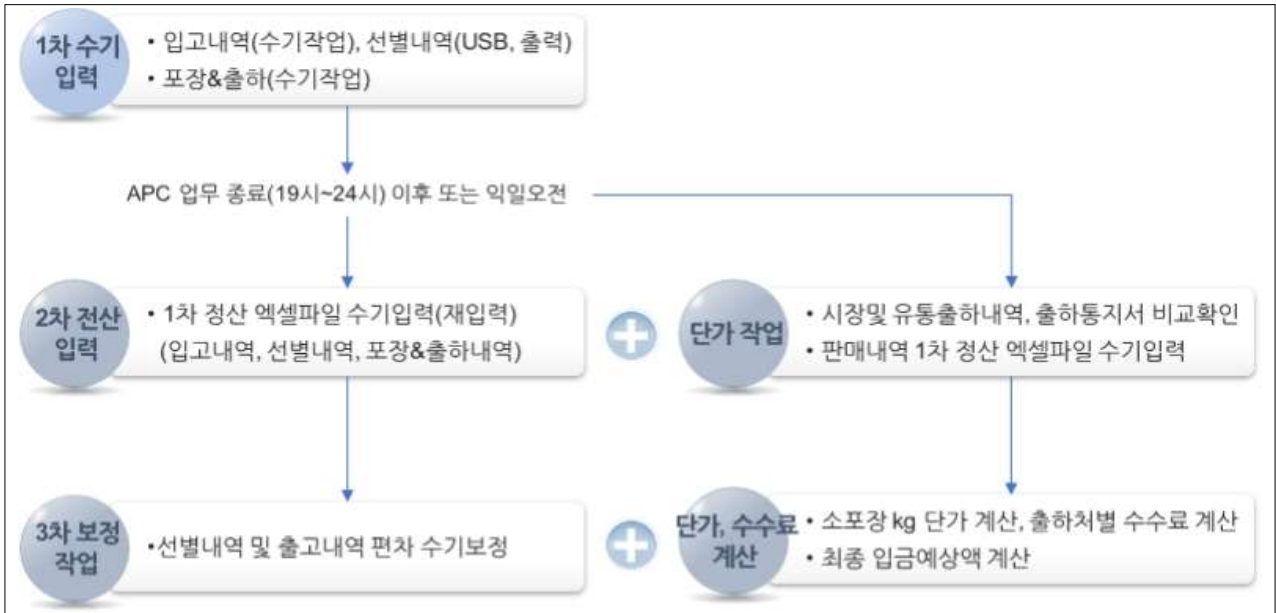 1차 수기
입력
• 입고내역(수기작업), 선별내역(USB, 출력)
• 포장&출하(수기작업)
APC 업무 종료(19시~24시) 이후 또는 익일오전
2차 전산
입력
• 1차 정산 엑셀파일 수기입력(재입력)
(입고내역, 선별내역, 포장&출하내역)
단가 작업
• 시장및 유통출하내역, 출하통지서 비교확인
• 판매내역 1차 정산 엑셀파일 수기입력
3차 보정
작업
•선별내역 및 출고내역 편차 수기보정
단가, 수수료
계산
• 소포장 kg 단가 계산, 출하처별 수수료 계산
• 최종 입금예상액 계산